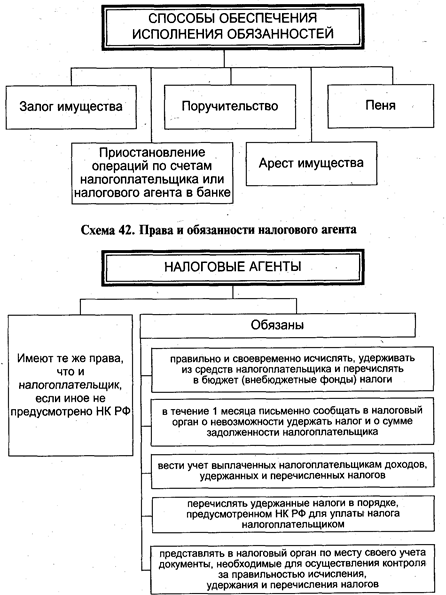 СПОСОБЫ ОБЕСПЕЧЕНИЯ
ИСПОЛНЕНИЯ ОБЯЗАННОСТЕЙ
Залог имущества
Поручительство
Пеня
Приостановление
операций по счетам
налогоплательщика или
налогового агента в банке
Арест имущества
Схема 42. Права и обязанности налогового агента
НАЛОГОВЫЕ АГЕНТЫ
Имеют те же права,
что и
налогоплательщик,
если иное не
предусмотрено НК РФ
Обязаны
правильно и своевременно исчислять, удерживать
из средств налогоплательщика и перечислять
в бюджет (внебюджетные фонды) налоги
в течение 1 месяца письменно сообщать в налоговый
орган о невозможности удержать налог и о сумме
задолженности налогоплательщика
вести учет выплаченных налогоплательщикам доходов,
удержанных и перечисленных налогов
перечислять удержанные налоги в порядке,
предусмотренном НК РФ для уплаты налога
налогоплательщиком
представлять в налоговый орган по месту своего учета
документы, необходимые для осуществления контроля
за правильностью исчисления,
удержания и перечисления налогов